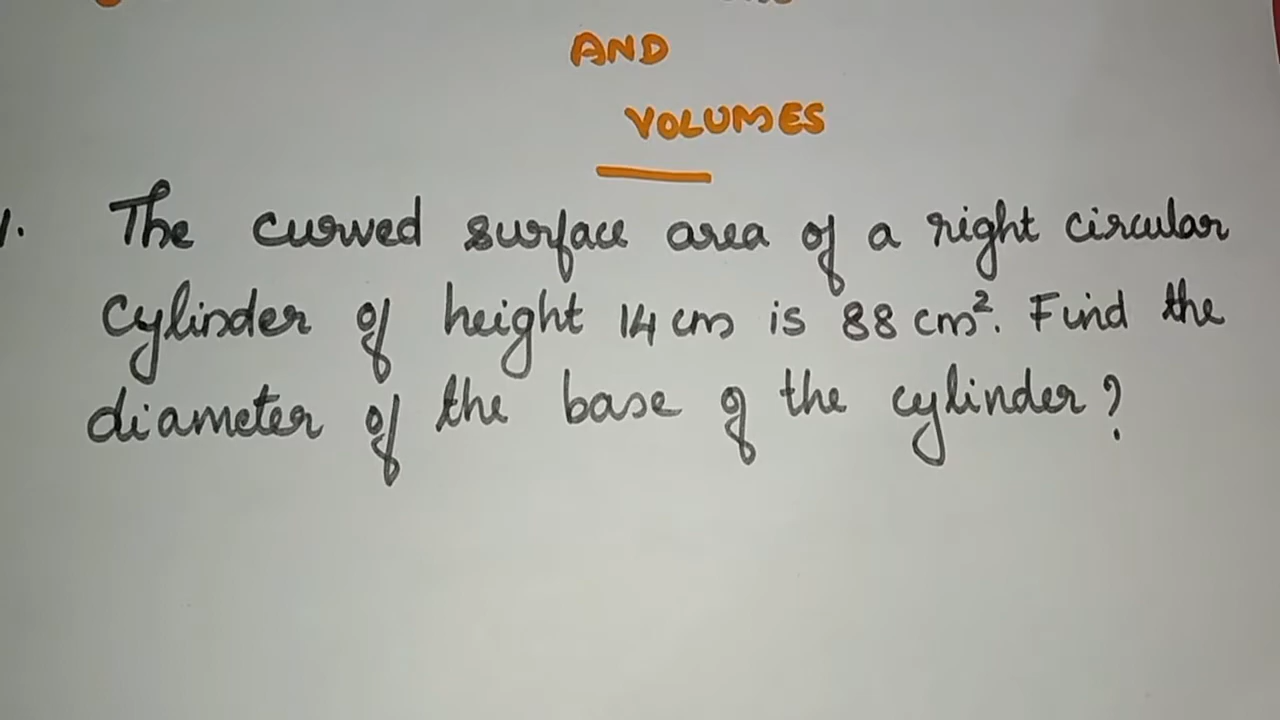 AND
VOLUMES
1. The curved surface area of a right circular
cylinder of height 14 cm is 88 cm². Find the
diameter of the base of the cylinder?